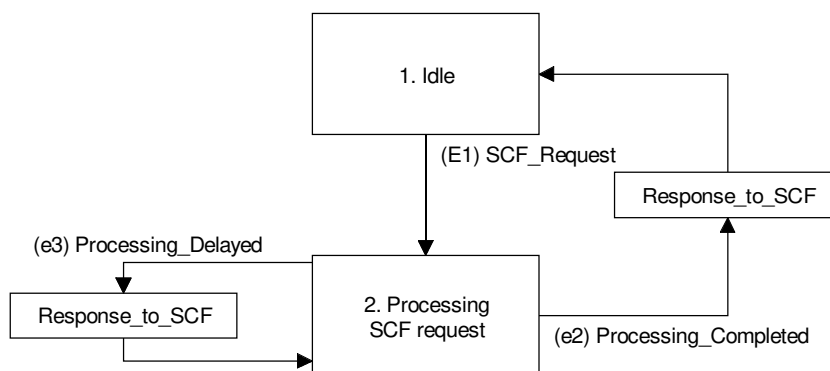 1. Idle
(E1) SCF_Request
Response_to_SCF
(e3) Processing_Delayed
Response_to_SCF
2. Processing
SCF request
(e2) Processing_Completed